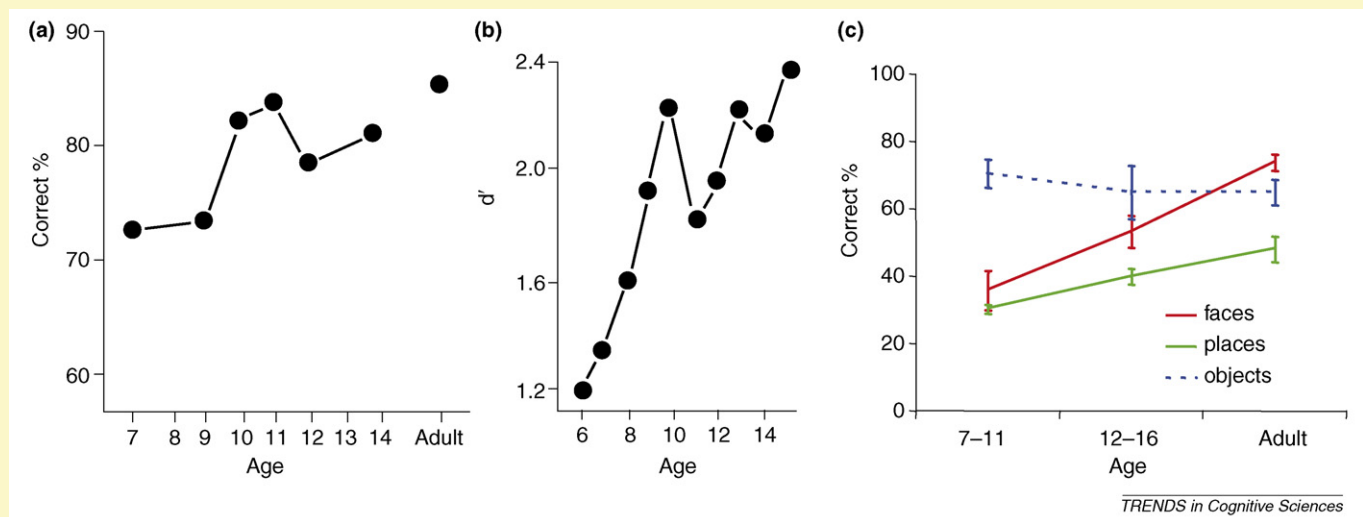 (a)
90
80
70
60
Correct %
7 8 9 10 11 12 13 14 Adult
Age
(b)
2.4
2.0
1.6
1.2
d′
6 8 10 12 14
Age
(c)
100
80
60
40
20
0
Correct %
faces
places
objects
7–11 12–16 Adult
Age
TRENDS in Cognitive Sciences